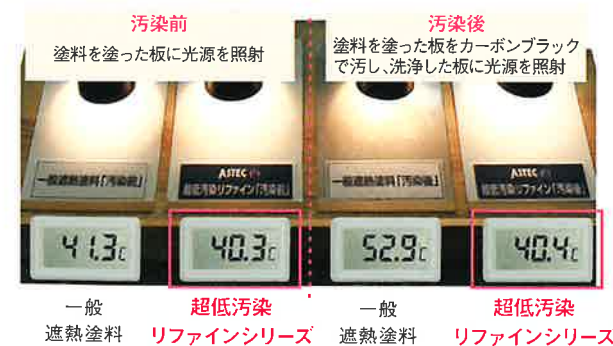 汚染前
塗料を塗った板に光源を照射
汚染後
塗料を塗った板をカーボンブラック
で汚し、洗浄した板に光源を照射
一般遮熱塗料「汚染前」
ASTEC
超低汚染リファイン「汚染前」
一般遮熱塗料「汚染後」
ASTEC
超低汚染リファイン「汚染後」
41.3℃
40.3℃
52.9℃
40.4℃
一般
遮熱塗料
超低汚染
リファインシリーズ
一般
遮熱塗料
超低汚染
リファインシリース